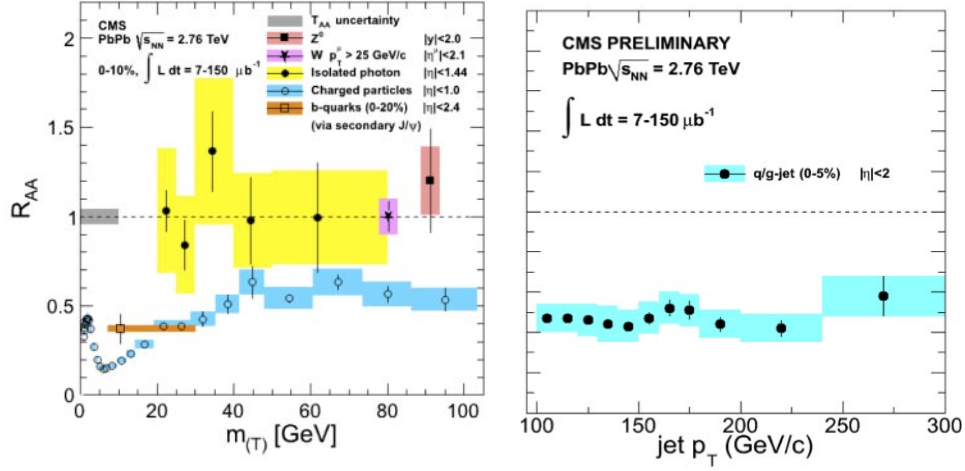 CMS
PbPb √sNN = 2.76 TeV
0-10%, ∫ L dt = 7-150 μb-1
TAA uncertainty
Z0 |y|<2.0
W pTμ > 25 GeV/c |ημ|<2.1
Isolated photon |η|<1.44
Charged particles |η|<1.0
b-quarks (0-20%) |η|<2.4
(via secondary J/ψ)
RAA
2
1.5
1
0.5
0
0 20 40 60 80 100
m(T) [GeV]
CMS PRELIMINARY
PbPb √sNN = 2.76 TeV
∫ L dt = 7-150 μb-1
q/g-jet (0-5%) |η|<2
100 150 200 250 300
jet pT (GeV/c)